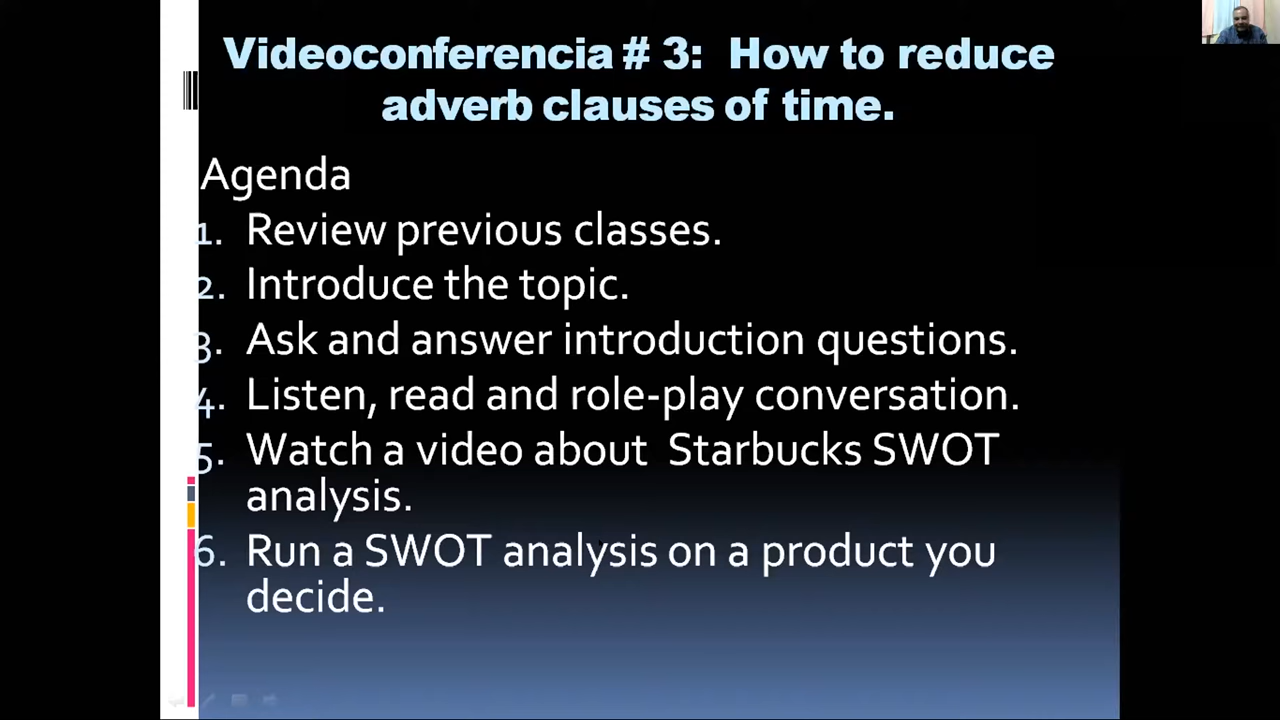 Videoconferencia # 3: How to reduce
adverb clauses of time.
Agenda
1. Review previous classes.
2. Introduce the topic.
3. Ask and answer introduction questions.
4. Listen, read and role-play conversation.
5. Watch a video about Starbucks SWOT
analysis.
6. Run a SWOT analysis on a product you
decide.